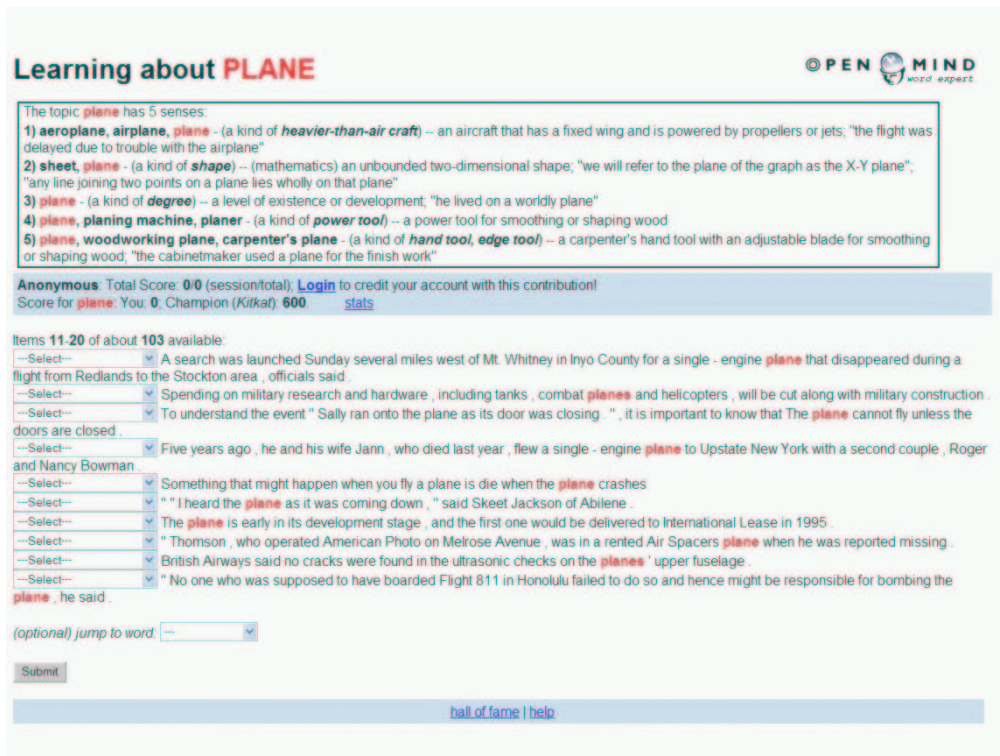 Learning about PLANE
OPEN MIND
word expert
The topic plane has 5 senses:
1) aeroplane, airplane, plane - (a kind of heavier-than-air craft) -- an aircraft that has a fixed wing and is powered by propellers or jets; "the flight was
delayed due to trouble with the airplane"
2) sheet, plane - (a kind of shape) -- (mathematics) an unbounded two-dimensional shape; "we will refer to the plane of the graph as the X-Y plane";
"any line joining two points on a plane lies wholly on that plane"
3) plane - (a kind of degree) -- a level of existence or development; "he lived on a worldly plane"
4) plane, planing machine, planer - (a kind of power tool) -- a power tool for smoothing or shaping wood
5) plane, woodworking plane, carpenter's plane - (a kind of hand tool, edge tool) -- a carpenter's hand tool with an adjustable blade for smoothing
or shaping wood; "the cabinetmaker used a plane for the finish work"
Anonymous: Total Score: 0/0 (session/total); Login to credit your account with this contribution!
Score for plane: You: 0; Champion (Kitkat): 600. stats
Items 11-20 of about 103 available:
---Select--- A search was launched Sunday several miles west of Mt. Whitney in Inyo County for a single - engine plane that disappeared during a
flight from Redlands to the Stockton area , officials said .
---Select--- Spending on military research and hardware , including tanks , combat planes and helicopters , will be cut along with military construction .
---Select--- To understand the event " Sally ran onto the plane as its door was closing . " , it is important to know that The plane cannot fly unless the
doors are closed .
---Select--- Five years ago , he and his wife Jann , who died last year , flew a single - engine plane to Upstate New York with a second couple , Roger
and Nancy Bowman .
---Select--- Something that might happen when you fly a plane is die when the plane crashes
---Select--- " " I heard the plane as it was coming down , " said Skeet Jackson of Abilene .
---Select--- The plane is early in its development stage , and the first one would be delivered to International Lease in 1995 .
---Select--- " Thomson , who operated American Photo on Melrose Avenue , was in a rented Air Spacers plane when he was reported missing .
---Select--- British Airways said no cracks were found in the ultrasonic checks on the planes ' upper fuselage .
---Select--- " No one who was supposed to have boarded Flight 811 in Honolulu failed to do so and hence might be responsible for bombing the
plane , he said .
(optional) jump to word: ---
Submit
hall of fame | help